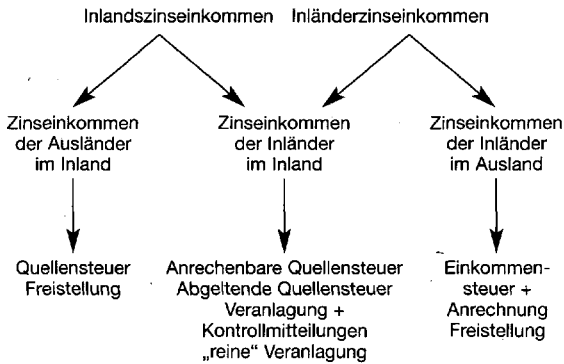 Inlandszinseinkommen Inländerzinseinkommen
Zinseinkommen
der Ausländer
im Inland
Zinseinkommen
der Inländer
im Inland
Zinseinkommen
der Inländer
im Ausland
Quellensteuer
Freistellung
Anrechenbare Quellensteuer
Abgeltende Quellensteuer
Veranlagung +
Kontrollmitteilungen
„reine“ Veranlagung
Einkommen-
steuer +
Anrechnung
Freistellung